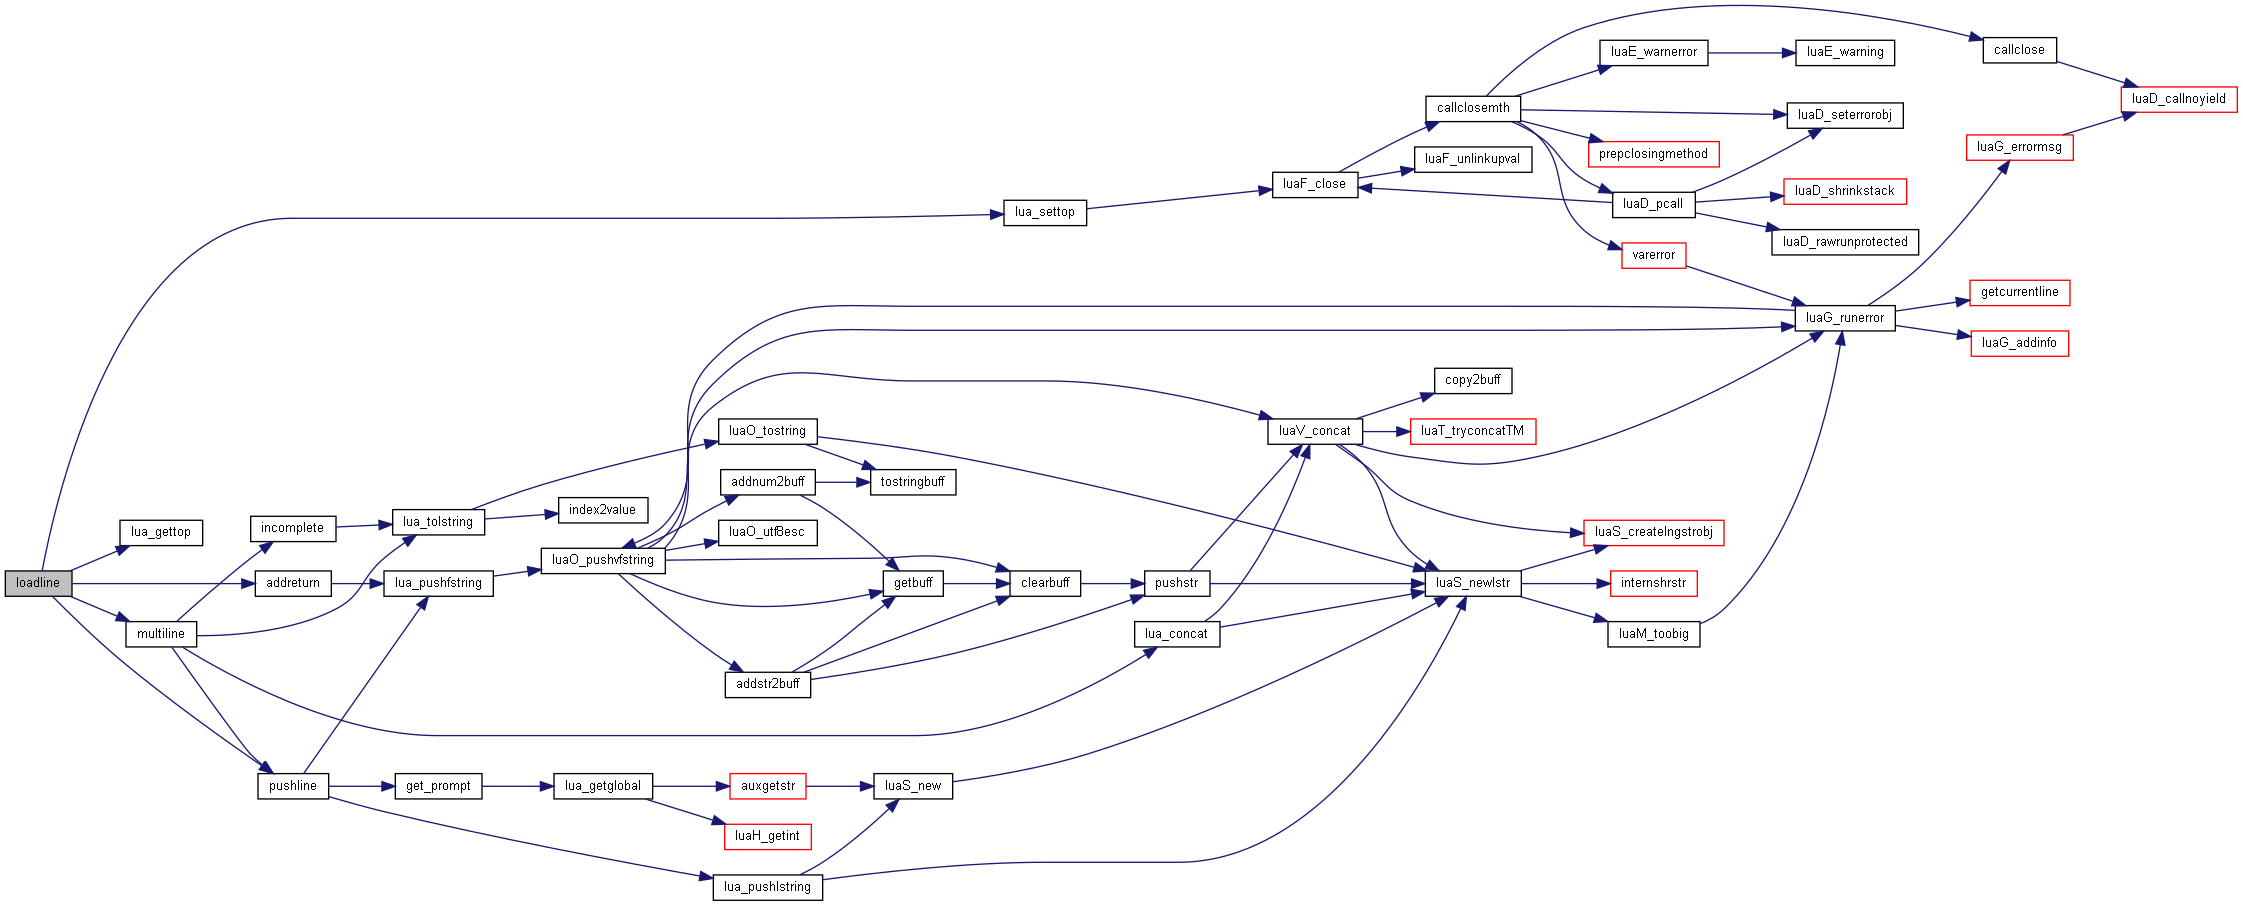 loadline
lua_gettop
addreturn
multiline
pushline
incomplete
lua_tolstring
lua_pushfstring
get_prompt
index2value
luaO_pushvfstring
lua_getglobal
lua_pushlstring
luaO_tostring
addnum2buff
luaO_utf8esc
addstr2buff
auxgetstr
luaH_getint
tostringbuff
getbuff
luaS_new
lua_settop
clearbuff
pushstr
lua_concat
luaF_close
luaV_concat
callclosemth
luaF_unlinkupval
copy2buff
luaT_tryconcatTM
luaS_newlstr
luaE_warnerror
prepclosingmethod
luaD_pcall
varerror
luaS_createlngstrobj
internshrstr
luaM_toobig
luaE_warning
luaD_seterrorobj
luaD_shrinkstack
luaD_rawrunprotected
luaG_runerror
callclose
luaG_errormsg
getcurrentline
luaG_addinfo
luaD_callnoyield